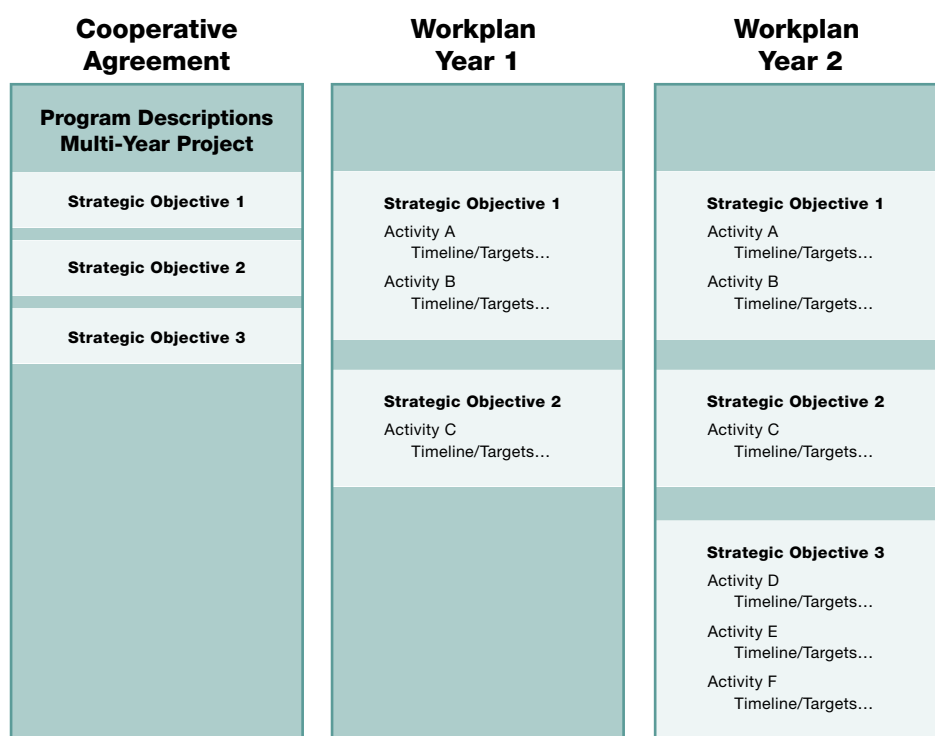 Cooperative
Agreement
Program Descriptions
Multi-Year Project
Strategic Objective 1
Strategic Objective 2
Strategic Objective 3
Workplan
Year 1
Strategic Objective 1
Activity A
Timeline/Targets…
Activity B
Timeline/Targets…
Strategic Objective 2
Activity C
Timeline/Targets…
Workplan
Year 2
Strategic Objective 1
Activity A
Timeline/Targets…
Activity B
Timeline/Targets…
Strategic Objective 2
Activity C
Timeline/Targets…
Strategic Objective 3
Activity D
Timeline/Targets…
Activity E
Timeline/Targets…
Activity F
Timeline/Targets…